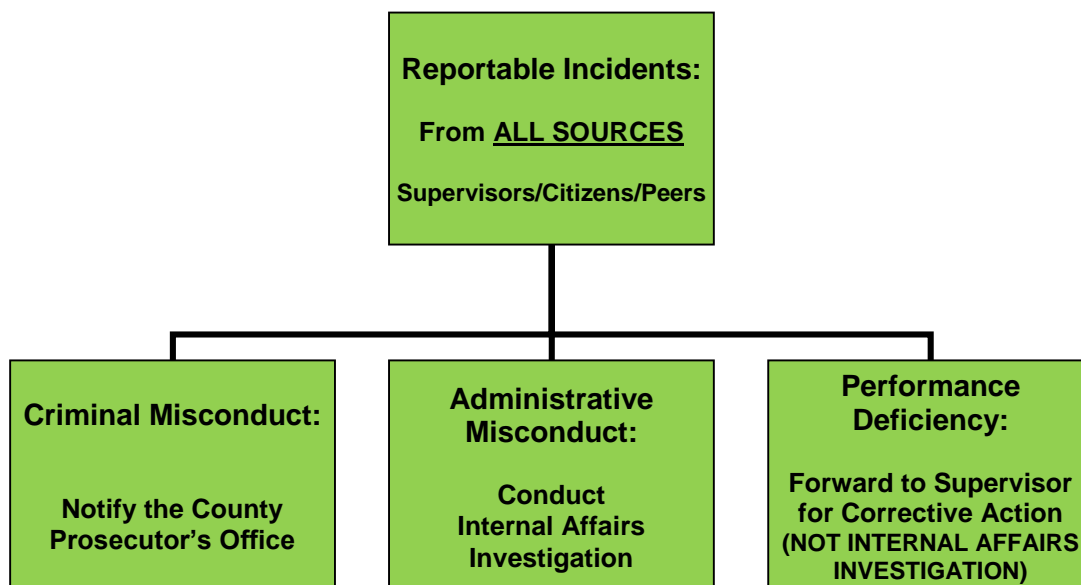 Reportable Incidents:
From ALL SOURCES
Supervisors/Citizens/Peers
Criminal Misconduct:
Notify the County
Prosecutor’s Office
Administrative
Misconduct:
Conduct
Internal Affairs
Investigation
Performance
Deficiency:
Forward to Supervisor
for Corrective Action
(NOT INTERNAL AFFAIRS
INVESTIGATION)